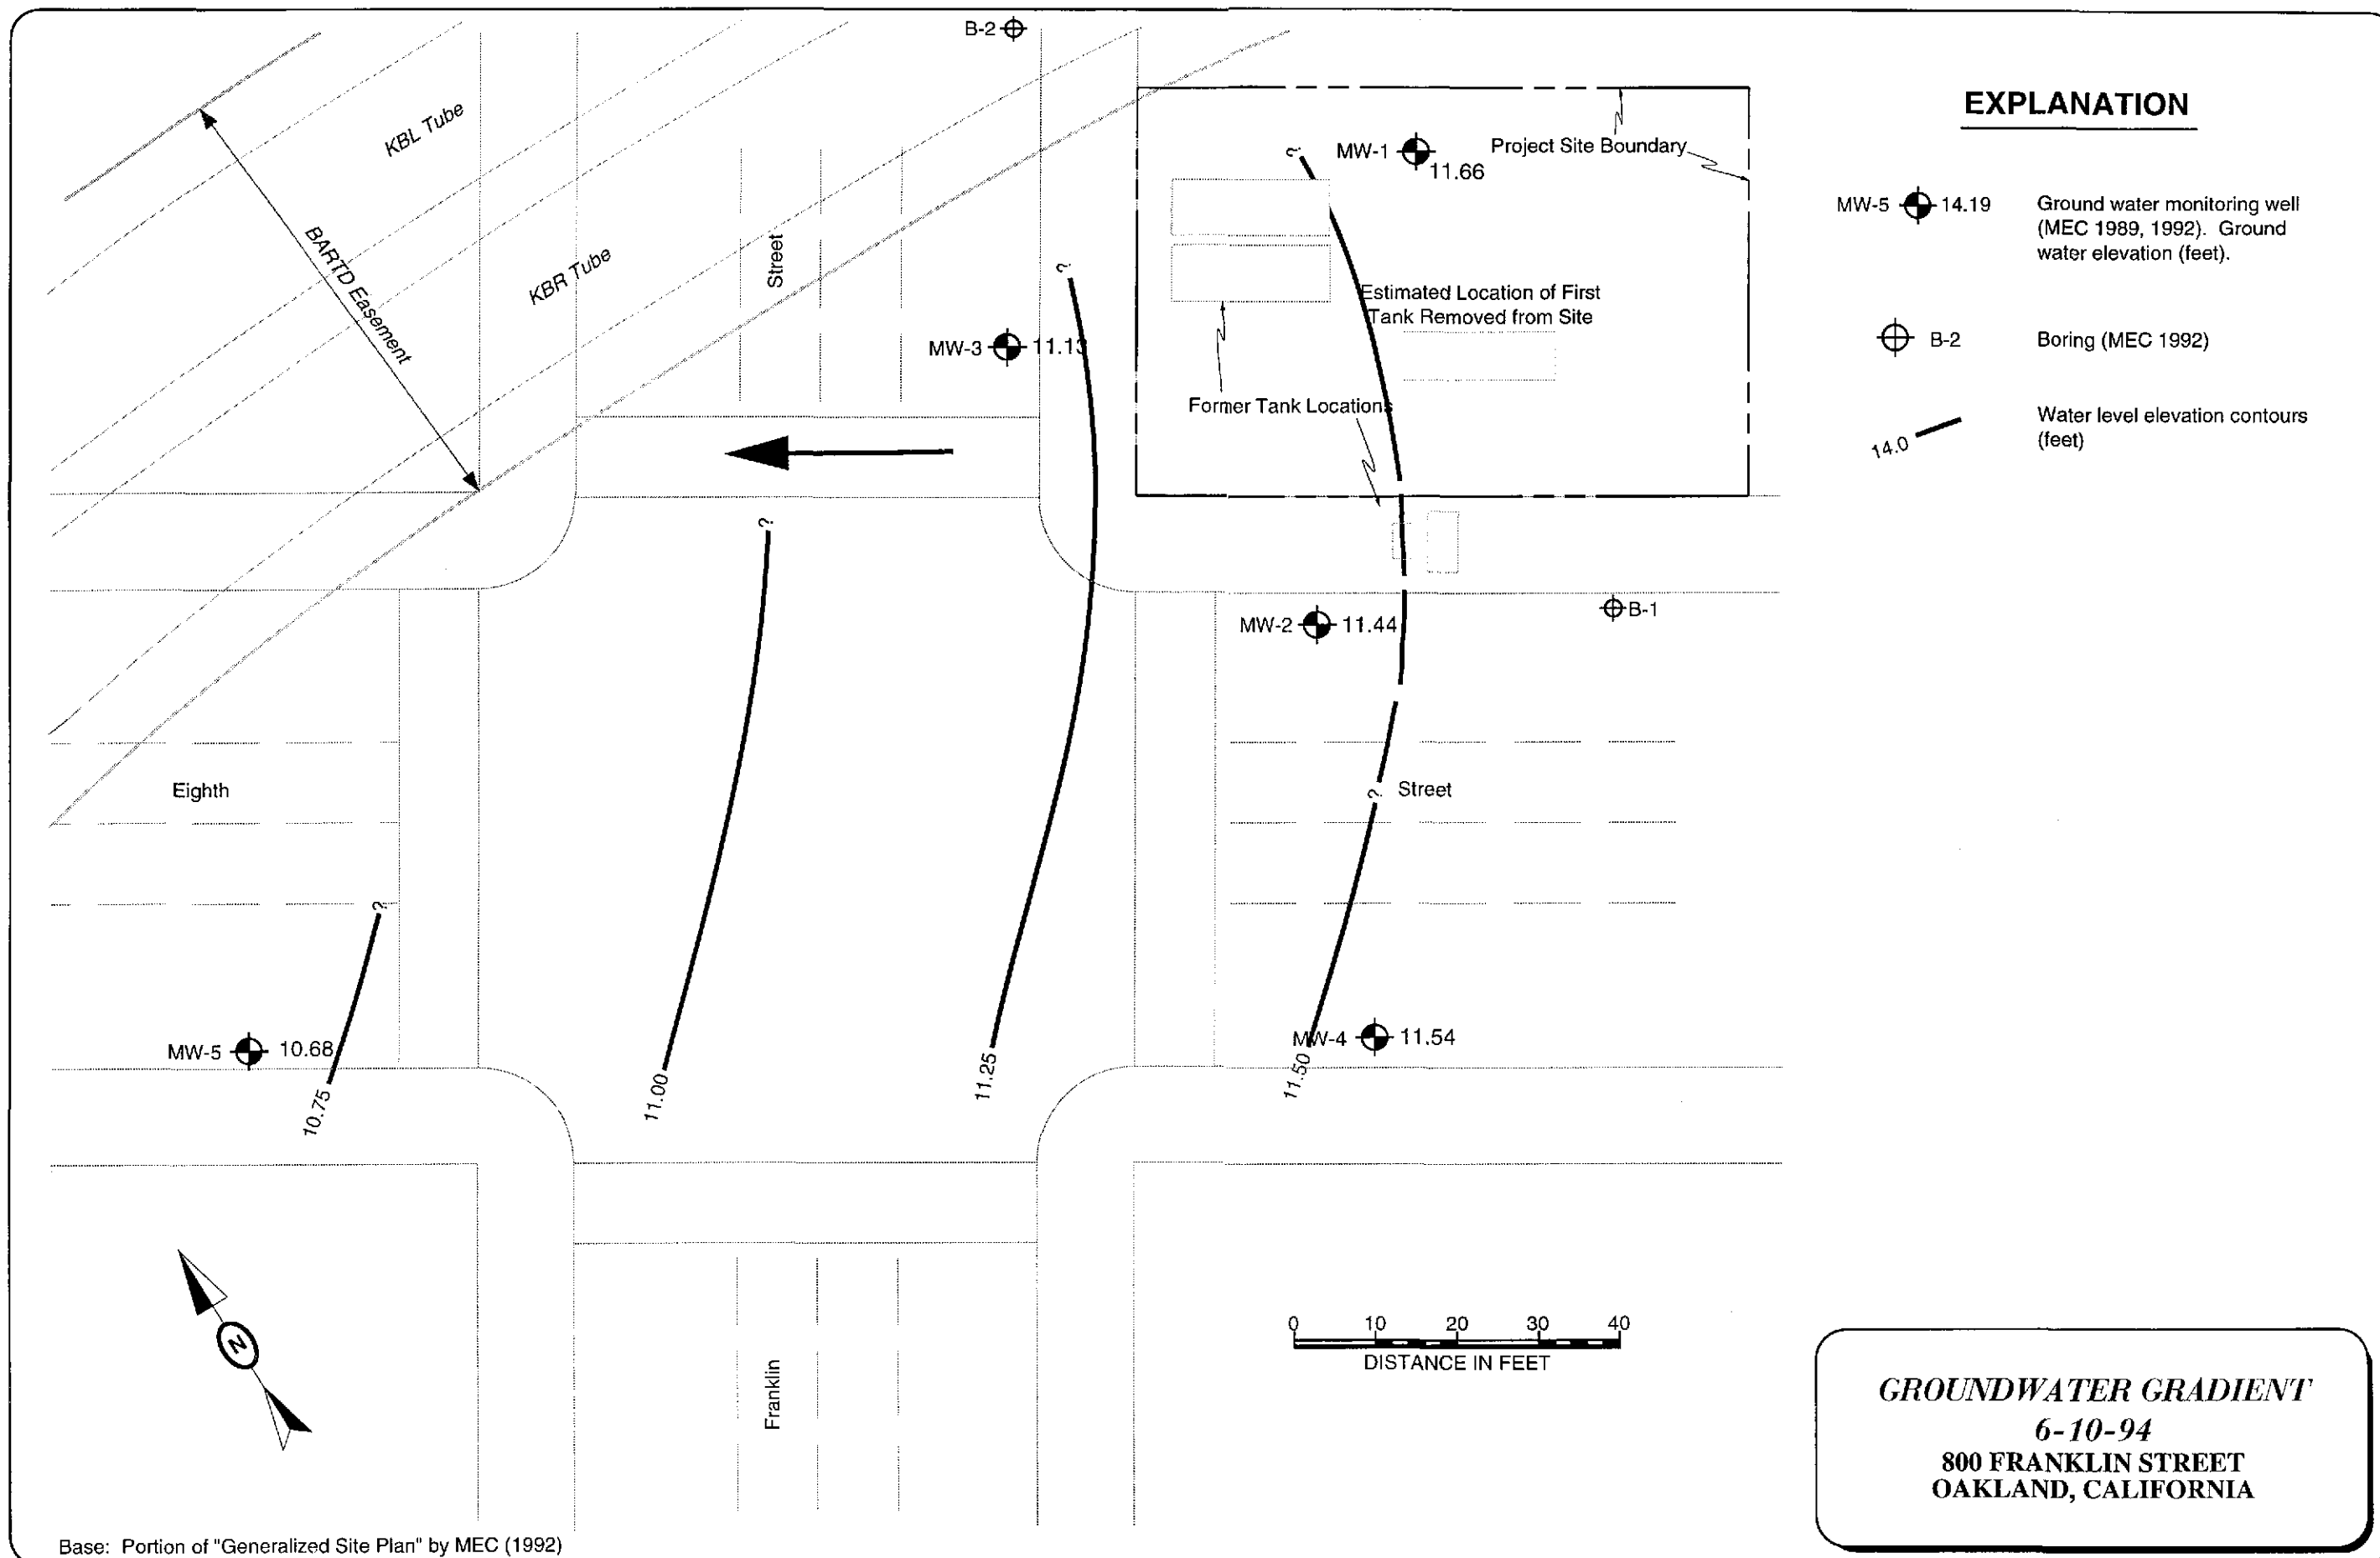 B-2
KBL Tube
KBR Tube
BARTD Easement
Street
?
MW-1
11.66
Project Site Boundary
?
MW-3
11.13
Estimated Location of First
Tank Removed from Site
Former Tank Locations
?
MW-2
11.44
B-1
Eighth
?
Street
?
MW-5
10.68
MW-4
11.54
10.75
11.00
11.25
11.50
N
Franklin
0 10 20 30 40
DISTANCE IN FEET
EXPLANATION
MW-5
14.19
Ground water monitoring well
(MEC 1989, 1992). Ground
water elevation (feet).
B-2
Boring (MEC 1992)
14.0
Water level elevation contours
(feet)
GROUNDWATER GRADIENT
6-10-94
800 FRANKLIN STREET
OAKLAND, CALIFORNIA
Base: Portion of "Generalized Site Plan" by MEC (1992)